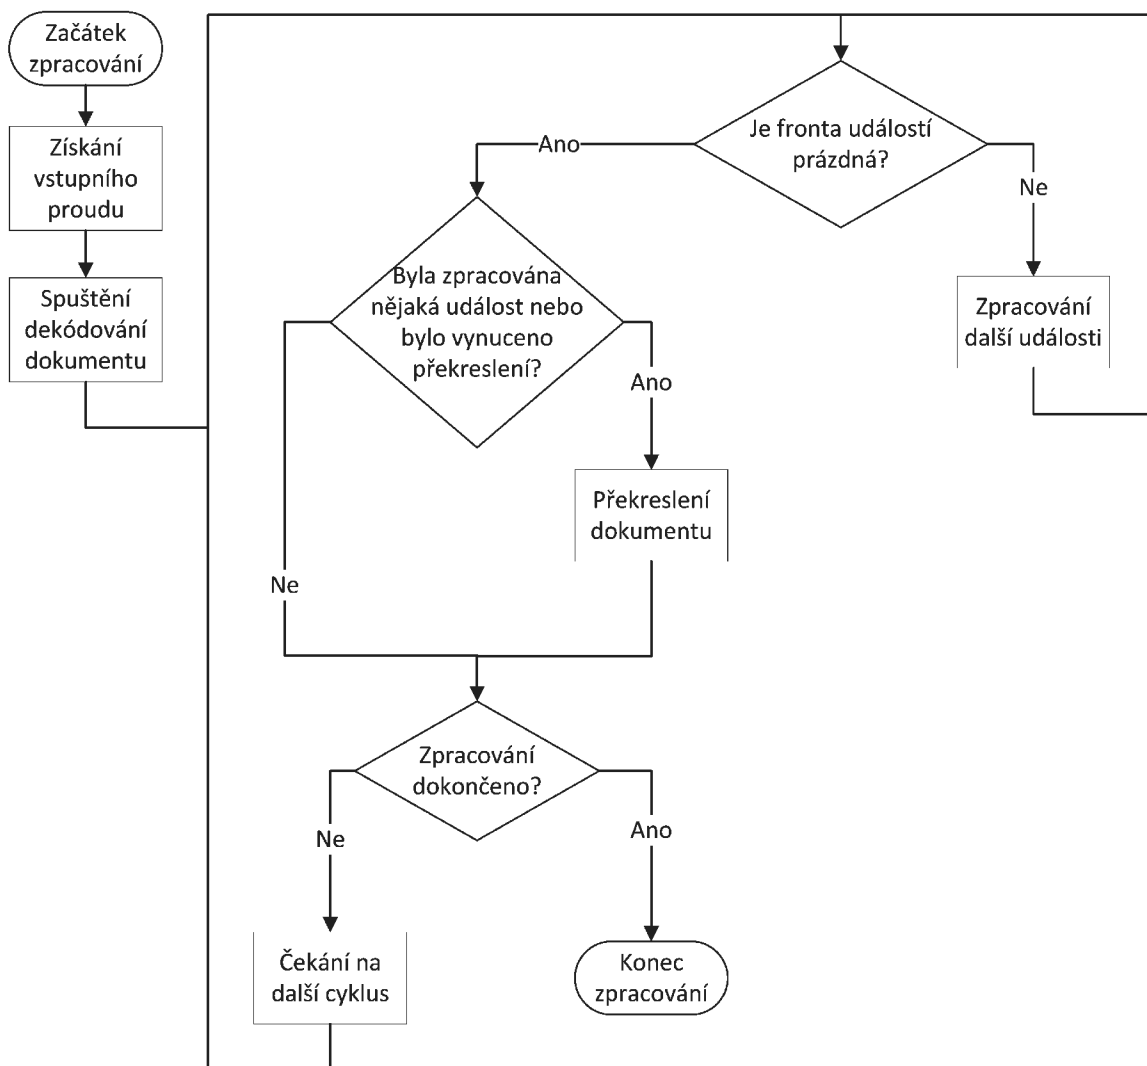 Začátek
zpracování
Získání
vstupního
proudu
Spuštění
dekódování
dokumentu
Je fronta událostí
prázdná?
Ano
Ne
Byla zpracována
nějaká událost nebo
bylo vynuceno
překreslení?
Zpracování
další události
Ano
Překreslení
dokumentu
Ne
Zpracování
dokončeno?
Ne
Ano
Čekání na
další cyklus
Konec
zpracování